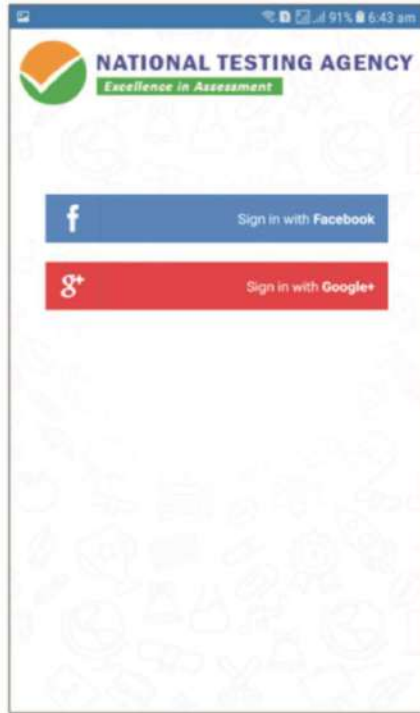 91% 6:43 am
NATIONAL TESTING AGENCY
Excellence in Assessment
f
Sign in with Facebook
g+
Sign in with Google+